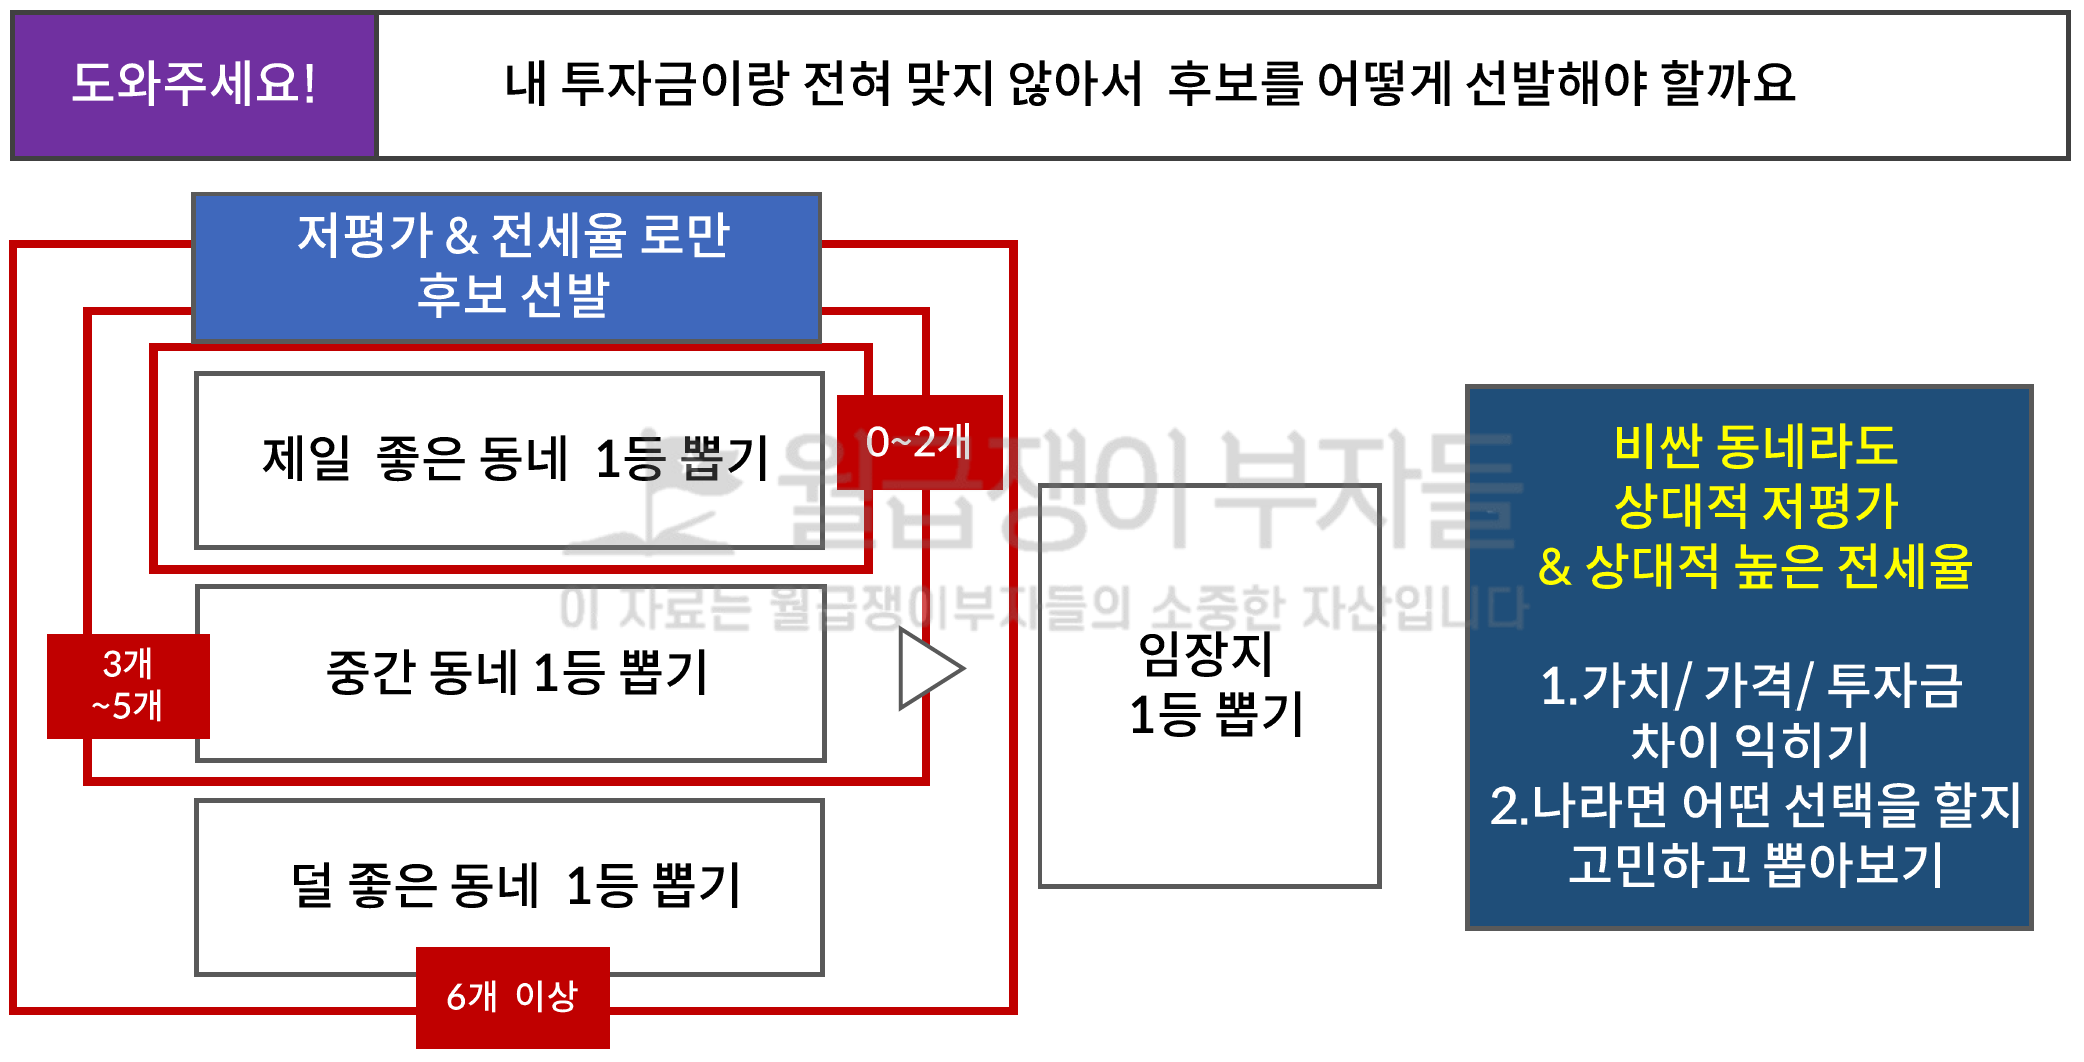 도와주세요!
내 투자금이랑 전혀 맞지 않아서 후보를 어떻게 선발해야 할까요
저평가 & 전세율 로만
후보 선발
제일 좋은 동네 1등 뽑기
0~2개
중간 동네 1등 뽑기
3개
~5개
덜 좋은 동네 1등 뽑기
6개 이상
임장지
1등 뽑기
비싼 동네라도
상대적 저평가
& 상대적 높은 전세율
1.가치/ 가격/ 투자금
차이 익히기
2.나라면 어떤 선택을 할지
고민하고 뽑아보기
월급쟁이부자들
이 자료는 월급쟁이부자들의 소중한 자산입니다